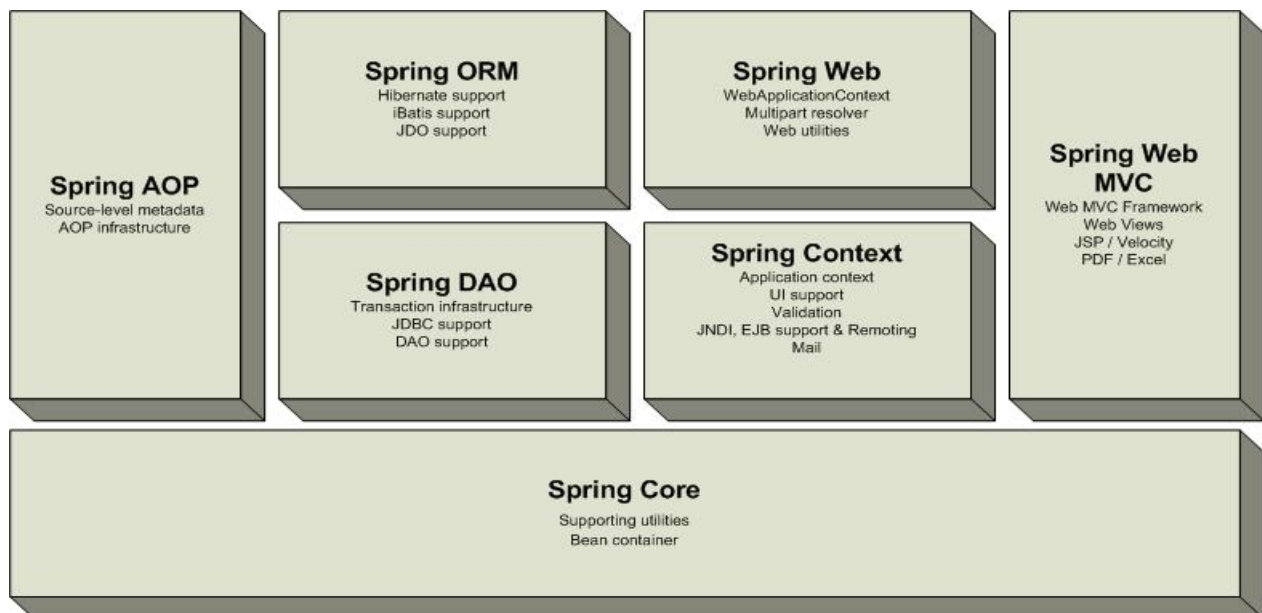 Spring AOP
Source-level metadata
AOP infrastructure
Spring ORM
Hibernate support
iBatis support
JDO support
Spring DAO
Transaction infrastructure
JDBC support
DAO support
Spring Web
WebApplicationContext
Multipart resolver
Web utilities
Spring Context
Application context
UI support
Validation
JNDI, EJB support & Remoting
Mail
Spring Web
MVC
Web MVC Framework
Web Views
JSP / Velocity
PDF / Excel
Spring Core
Supporting utilities
Bean container